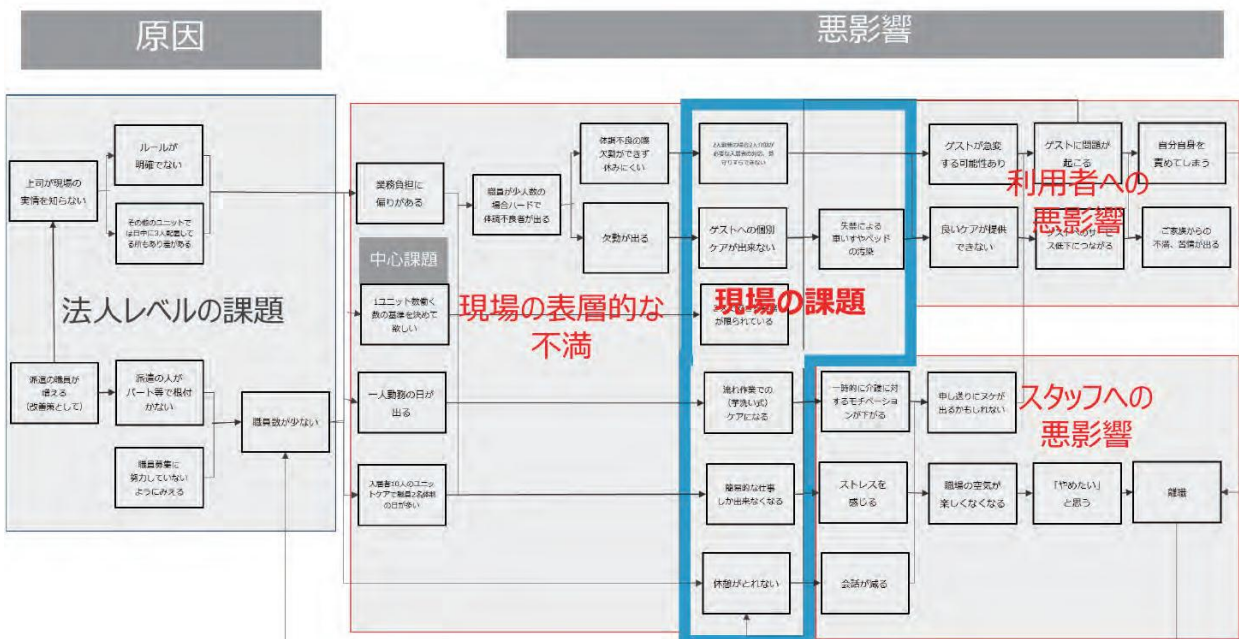 原因
悪影響
上司が現場の
実情を知らない
ルールが
明確でない
その他のユニットで
は日中に3人配置して
る所もあり差がある
法人レベルの課題
派遣の職員が
増える
(改善策として)
派遣の人が
パート等で根付
かない
職員募集に
努力していない
ようにみえる
職員数が少ない
業務負担に
偏りがある
中心課題
1ユニット数働く
数の基準を決めて
欲しい
一人勤務の日が
出る
入居者10人のユニッ
トケアで職員2名体制
の日が多い
職員が少人数の
場合ハードで
体調不良者が出る
体調不良の際
欠勤ができず
休みにくい
欠勤が出る
現場の表層的な
不満
ゲストへの個別
ケアが出来ない
失禁による
車いすやベッド
の汚染
現場の課題
が限られている
流れ作業での
(芋洗い式)
ケアになる
簡易的な仕事
しか出来なくなる
休憩がとれない
ゲストが急変
する可能性あり
ゲストに問題が
起こる
自分自身を
責めてしまう
利用者への
悪影響
良いケアが提供
できない
ス低下につながる
ご家族からの
不満、苦情が出る
一時的に介護に対
するモチベーショ
ンが下がる
申し送りにヌケが
出るかもしれない
スタッフへの
悪影響
ストレスを
感じる
職場の空気が
楽しくなくなる
「やめたい」
と思う
離職
会話が減る